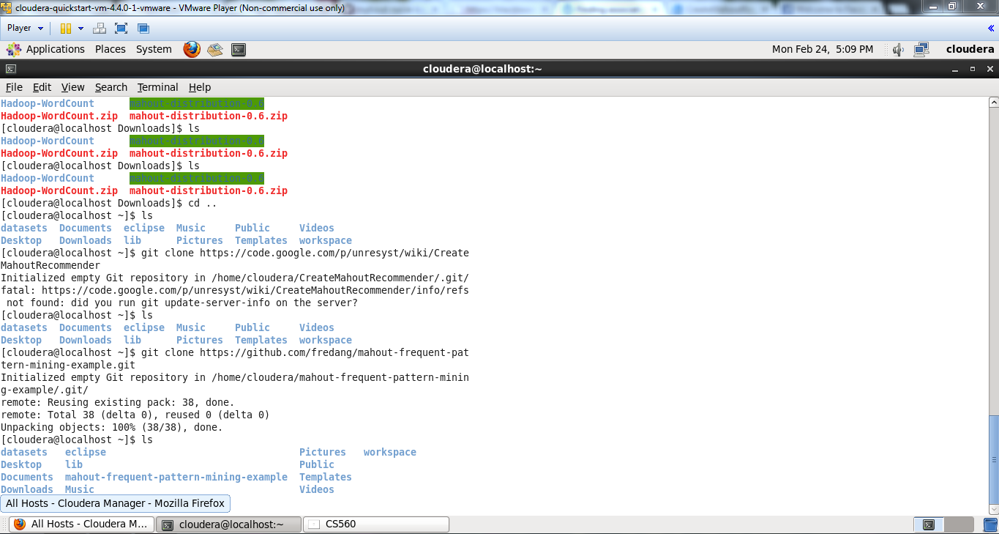 cloudera-quickstart-vm-4.4.0-1-vmware - VMware Player (Non-commercial use only)
Player
Applications Places System
Mon Feb 24, 5:09 PM
cloudera
cloudera@localhost:~
File Edit View Search Terminal Help
Hadoop-WordCount mahout-distribution-0.6
Hadoop-WordCount.zip mahout-distribution-0.6.zip
[cloudera@localhost Downloads]$ ls
Hadoop-WordCount mahout-distribution-0.6
Hadoop-WordCount.zip mahout-distribution-0.6.zip
[cloudera@localhost Downloads]$ ls
Hadoop-WordCount mahout-distribution-0.6
Hadoop-WordCount.zip mahout-distribution-0.6.zip
[cloudera@localhost Downloads]$ cd ..
[cloudera@localhost ~]$ ls
datasets Documents eclipse Music Public Videos
Desktop Downloads lib Pictures Templates workspace
[cloudera@localhost ~]$ git clone https://code.google.com/p/unresyst/wiki/Create
MahoutRecommender
Initialized empty Git repository in /home/cloudera/CreateMahoutRecommender/.git/
fatal: https://code.google.com/p/unresyst/wiki/CreateMahoutRecommender/info/refs
not found: did you run git update-server-info on the server?
[cloudera@localhost ~]$ ls
datasets Documents eclipse Music Public Videos
Desktop Downloads lib Pictures Templates workspace
[cloudera@localhost ~]$ git clone https://github.com/fredang/mahout-frequent-pat
tern-mining-example.git
Initialized empty Git repository in /home/cloudera/mahout-frequent-pattern-minin
g-example/.git/
remote: Reusing existing pack: 38, done.
remote: Total 38 (delta 0), reused 0 (delta 0)
Unpacking objects: 100% (38/38), done.
[cloudera@localhost ~]$ ls
datasets eclipse Pictures workspace
Desktop lib Public
Documents mahout-frequent-pattern-mining-example Templates
Downloads Music Videos
All Hosts - Cloudera Manager - Mozilla Firefox
All Hosts - Cloudera M...
cloudera@localhost:~
CS560